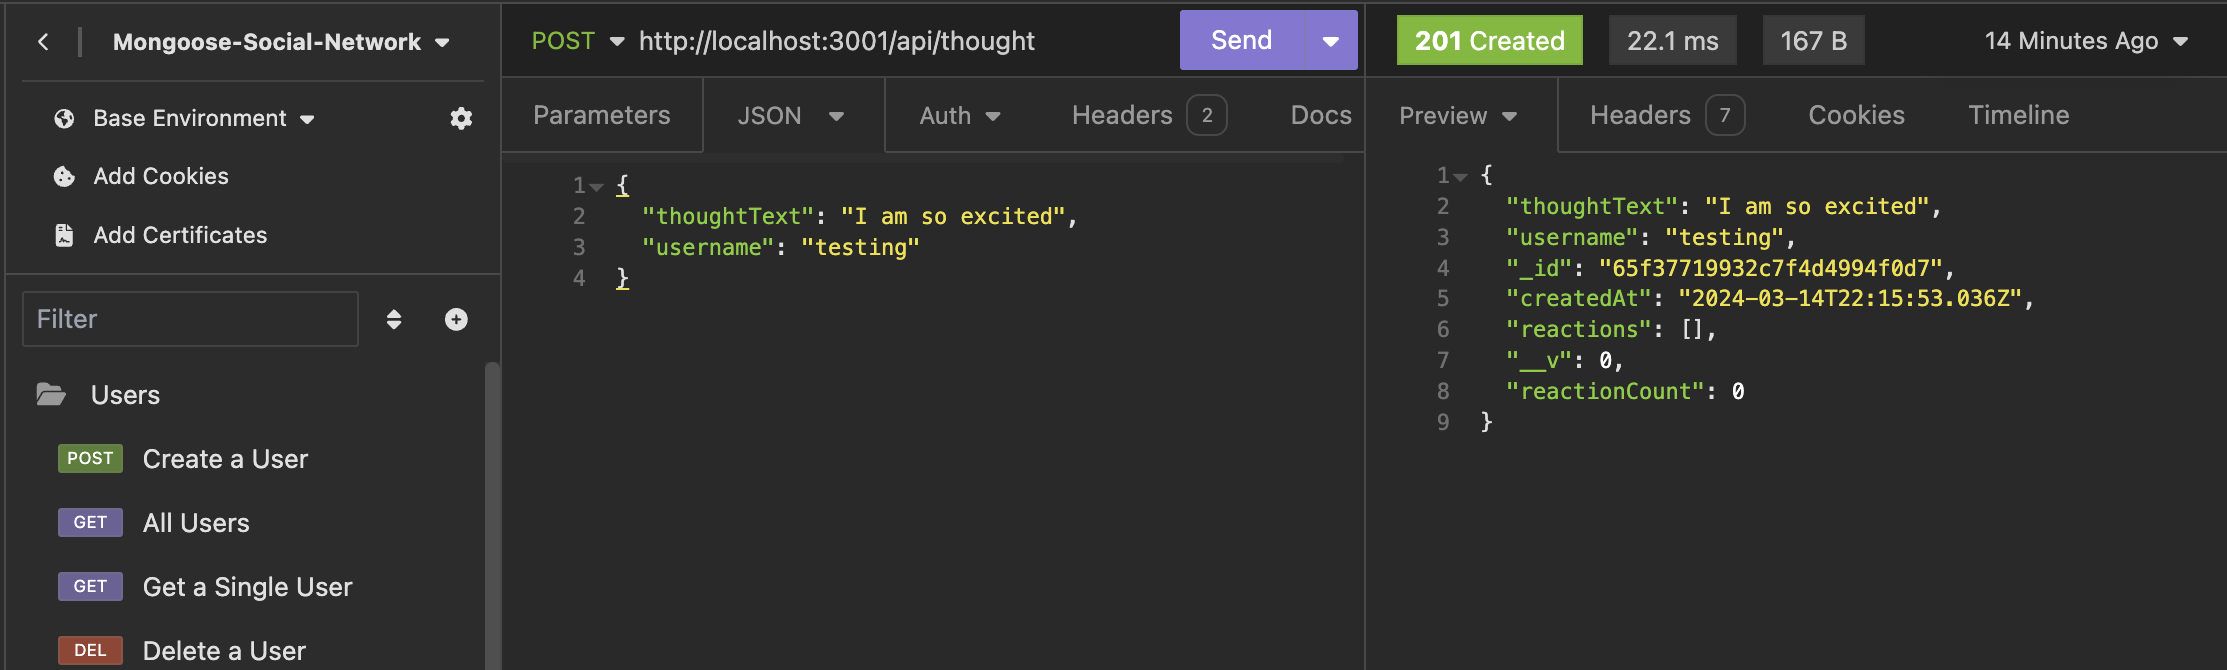 Mongoose-Social-Network
Base Environment
Add Cookies
Add Certificates
Filter
Users
POST Create a User
GET All Users
GET Get a Single User
DEL Delete a User
POST http://localhost:3001/api/thought Send
Parameters JSON Auth Headers 2 Docs
1 {
2 "thoughtText": "I am so excited",
3 "username": "testing"
4 }
201 Created 22.1 ms 167 B 14 Minutes Ago
Preview Headers 7 Cookies Timeline
1 {
2 "thoughtText": "I am so excited",
3 "username": "testing",
4 "_id": "65f37719932c7f4d4994f0d7",
5 "createdAt": "2024-03-14T22:15:53.036Z",
6 "reactions": [],
7 "__v": 0,
8 "reactionCount": 0
9 }